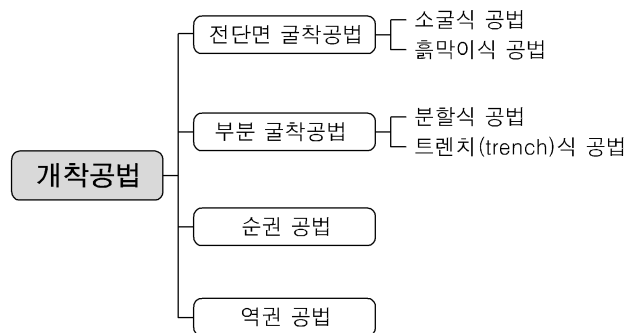 전단면 굴착공법
소굴식 공법
흙막이식 공법
부분 굴착공법
분할식 공법
트렌치(trench)식 공법
개착공법
순권 공법
역권 공법